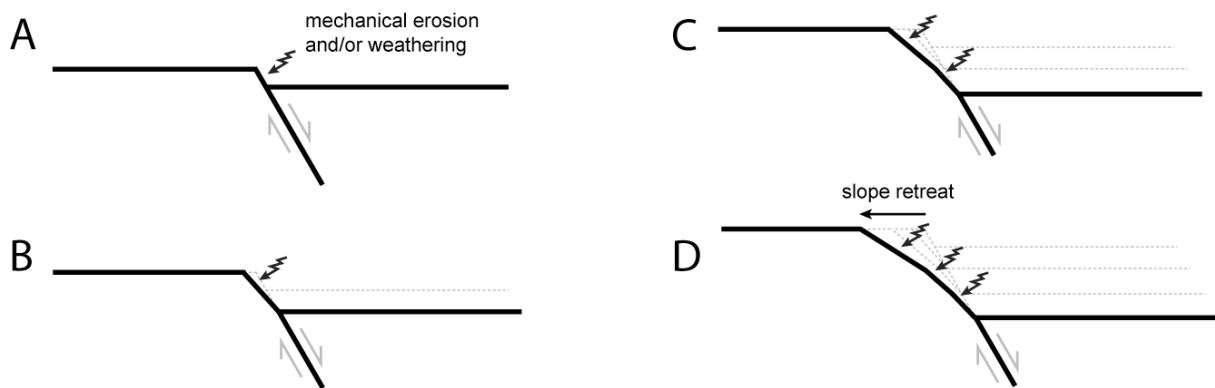 A
mechanical erosion
and/or weathering
B
C
slope retreat
D